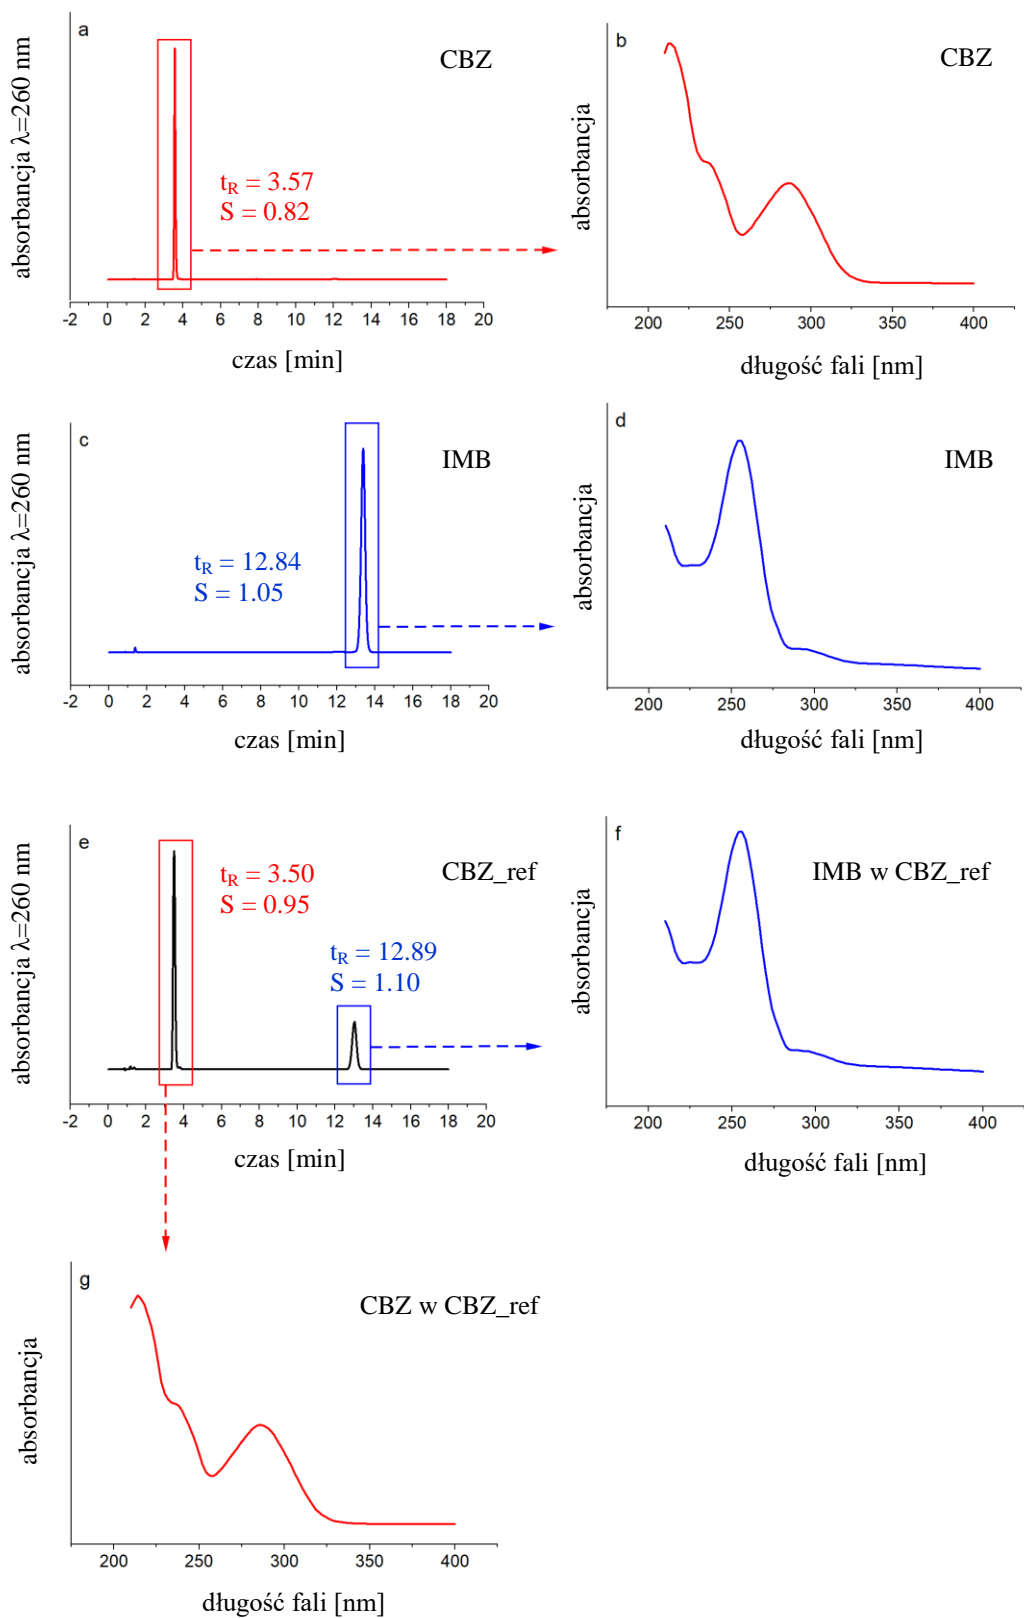 a
CBZ
absorbancja λ=260 nm
tR = 3.57
S = 0.82
-2 0 2 4 6 8 10 12 14 16 18 20
czas [min]
b
CBZ
absorbancja
200 250 300 350 400
długość fali [nm]
c
IMB
absorbancja λ=260 nm
tR = 12.84
S = 1.05
-2 0 2 4 6 8 10 12 14 16 18 20
czas [min]
d
IMB
absorbancja
200 250 300 350 400
długość fali [nm]
e
CBZ_ref
absorbancja λ=260 nm
tR = 3.50
S = 0.95
tR = 12.89
S = 1.10
-2 0 2 4 6 8 10 12 14 16 18 20
czas [min]
f
IMB w CBZ_ref
absorbancja
200 250 300 350 400
długość fali [nm]
g
CBZ w CBZ_ref
absorbancja
200 250 300 350 400
długość fali [nm]